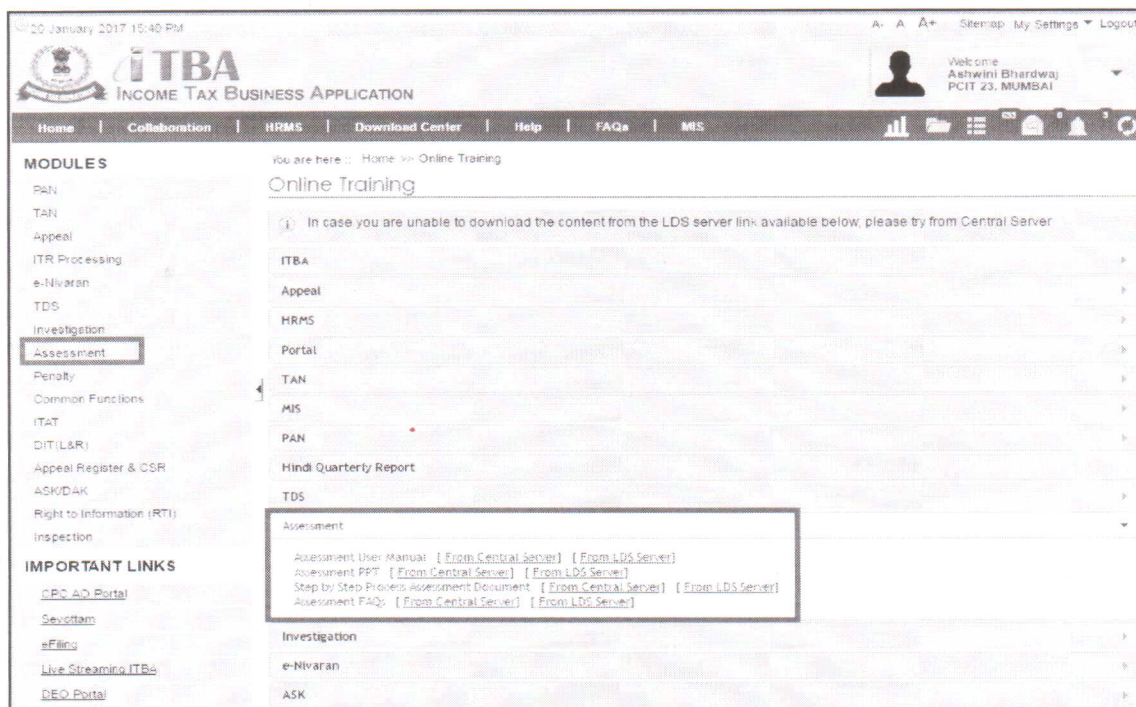 20 January 2017 15:40 PM
A- A A+ Sitemap My Settings Logout
iTBA
INCOME TAX BUSINESS APPLICATION
Welcome
Ashwini Bhardwaj
PCIT 23, MUMBAI
Home | Collaboration | HRMS | Download Center | Help | FAQs | MIS
MODULES
PAN
TAN
Appeal
ITR Processing
e-Nivaran
TDS
Investigation
Assessment
Penalty
Common Functions
ITAT
DIT(L&R)
Appeal Register & CSR
ASK/DAK
Right to Information (RTI)
Inspection
IMPORTANT LINKS
CPC AO Portal
Sevottam
eFiling
Live Streaming ITBA
DEO Portal
You are here :: Home >> Online Training
Online Training
In case you are unable to download the content from the LDS server link available below, please try from Central Server
ITBA
Appeal
HRMS
Portal
TAN
MIS
PAN
Hindi Quarterly Report
TDS
Assessment
Assessment User Manual [ From Central Server] [ From LDS Server]
Assessment PPT [ From Central Server] [ From LDS Server]
Step by Step Process Assessment Document [ From Central Server] [ From LDS Server]
Assessment FAQs [ From Central Server] [ From LDS Server]
Investigation
e-Nivaran
ASK